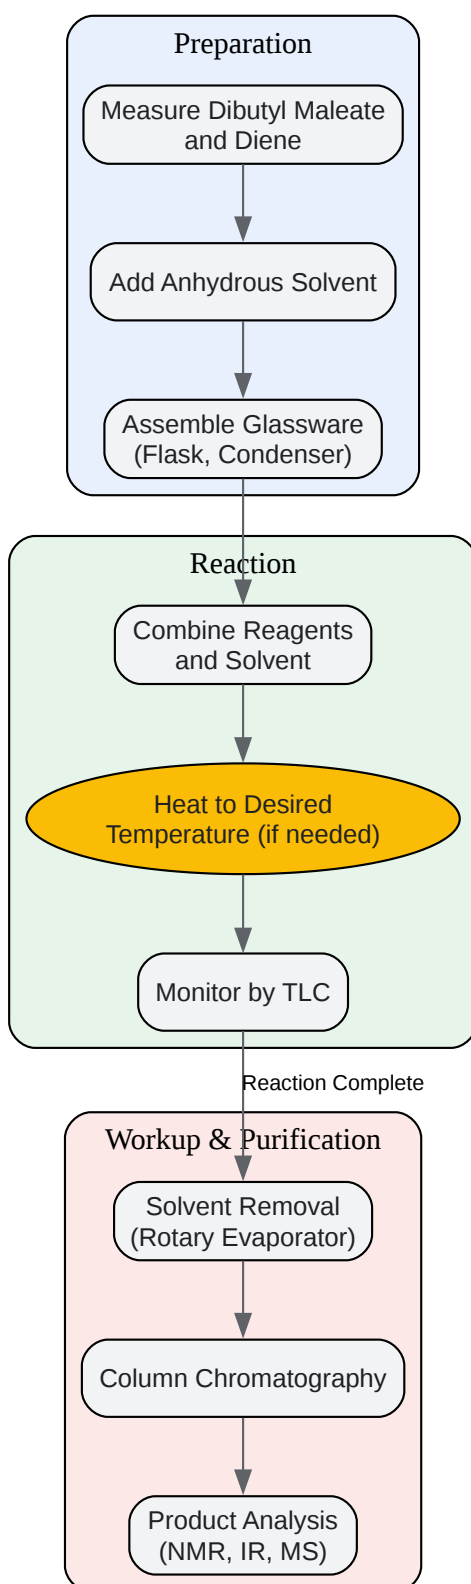 Preparation
Measure Dibutyl Maleate
and Diene
Add Anhydrous Solvent
Assemble Glassware
(Flask, Condenser)
Reaction
Combine Reagents
and Solvent
Heat to Desired
Temperature (if needed)
Monitor by TLC
Reaction Complete
Workup & Purification
Solvent Removal
(Rotary Evaporator)
Column Chromatography
Product Analysis
(NMR, IR, MS)